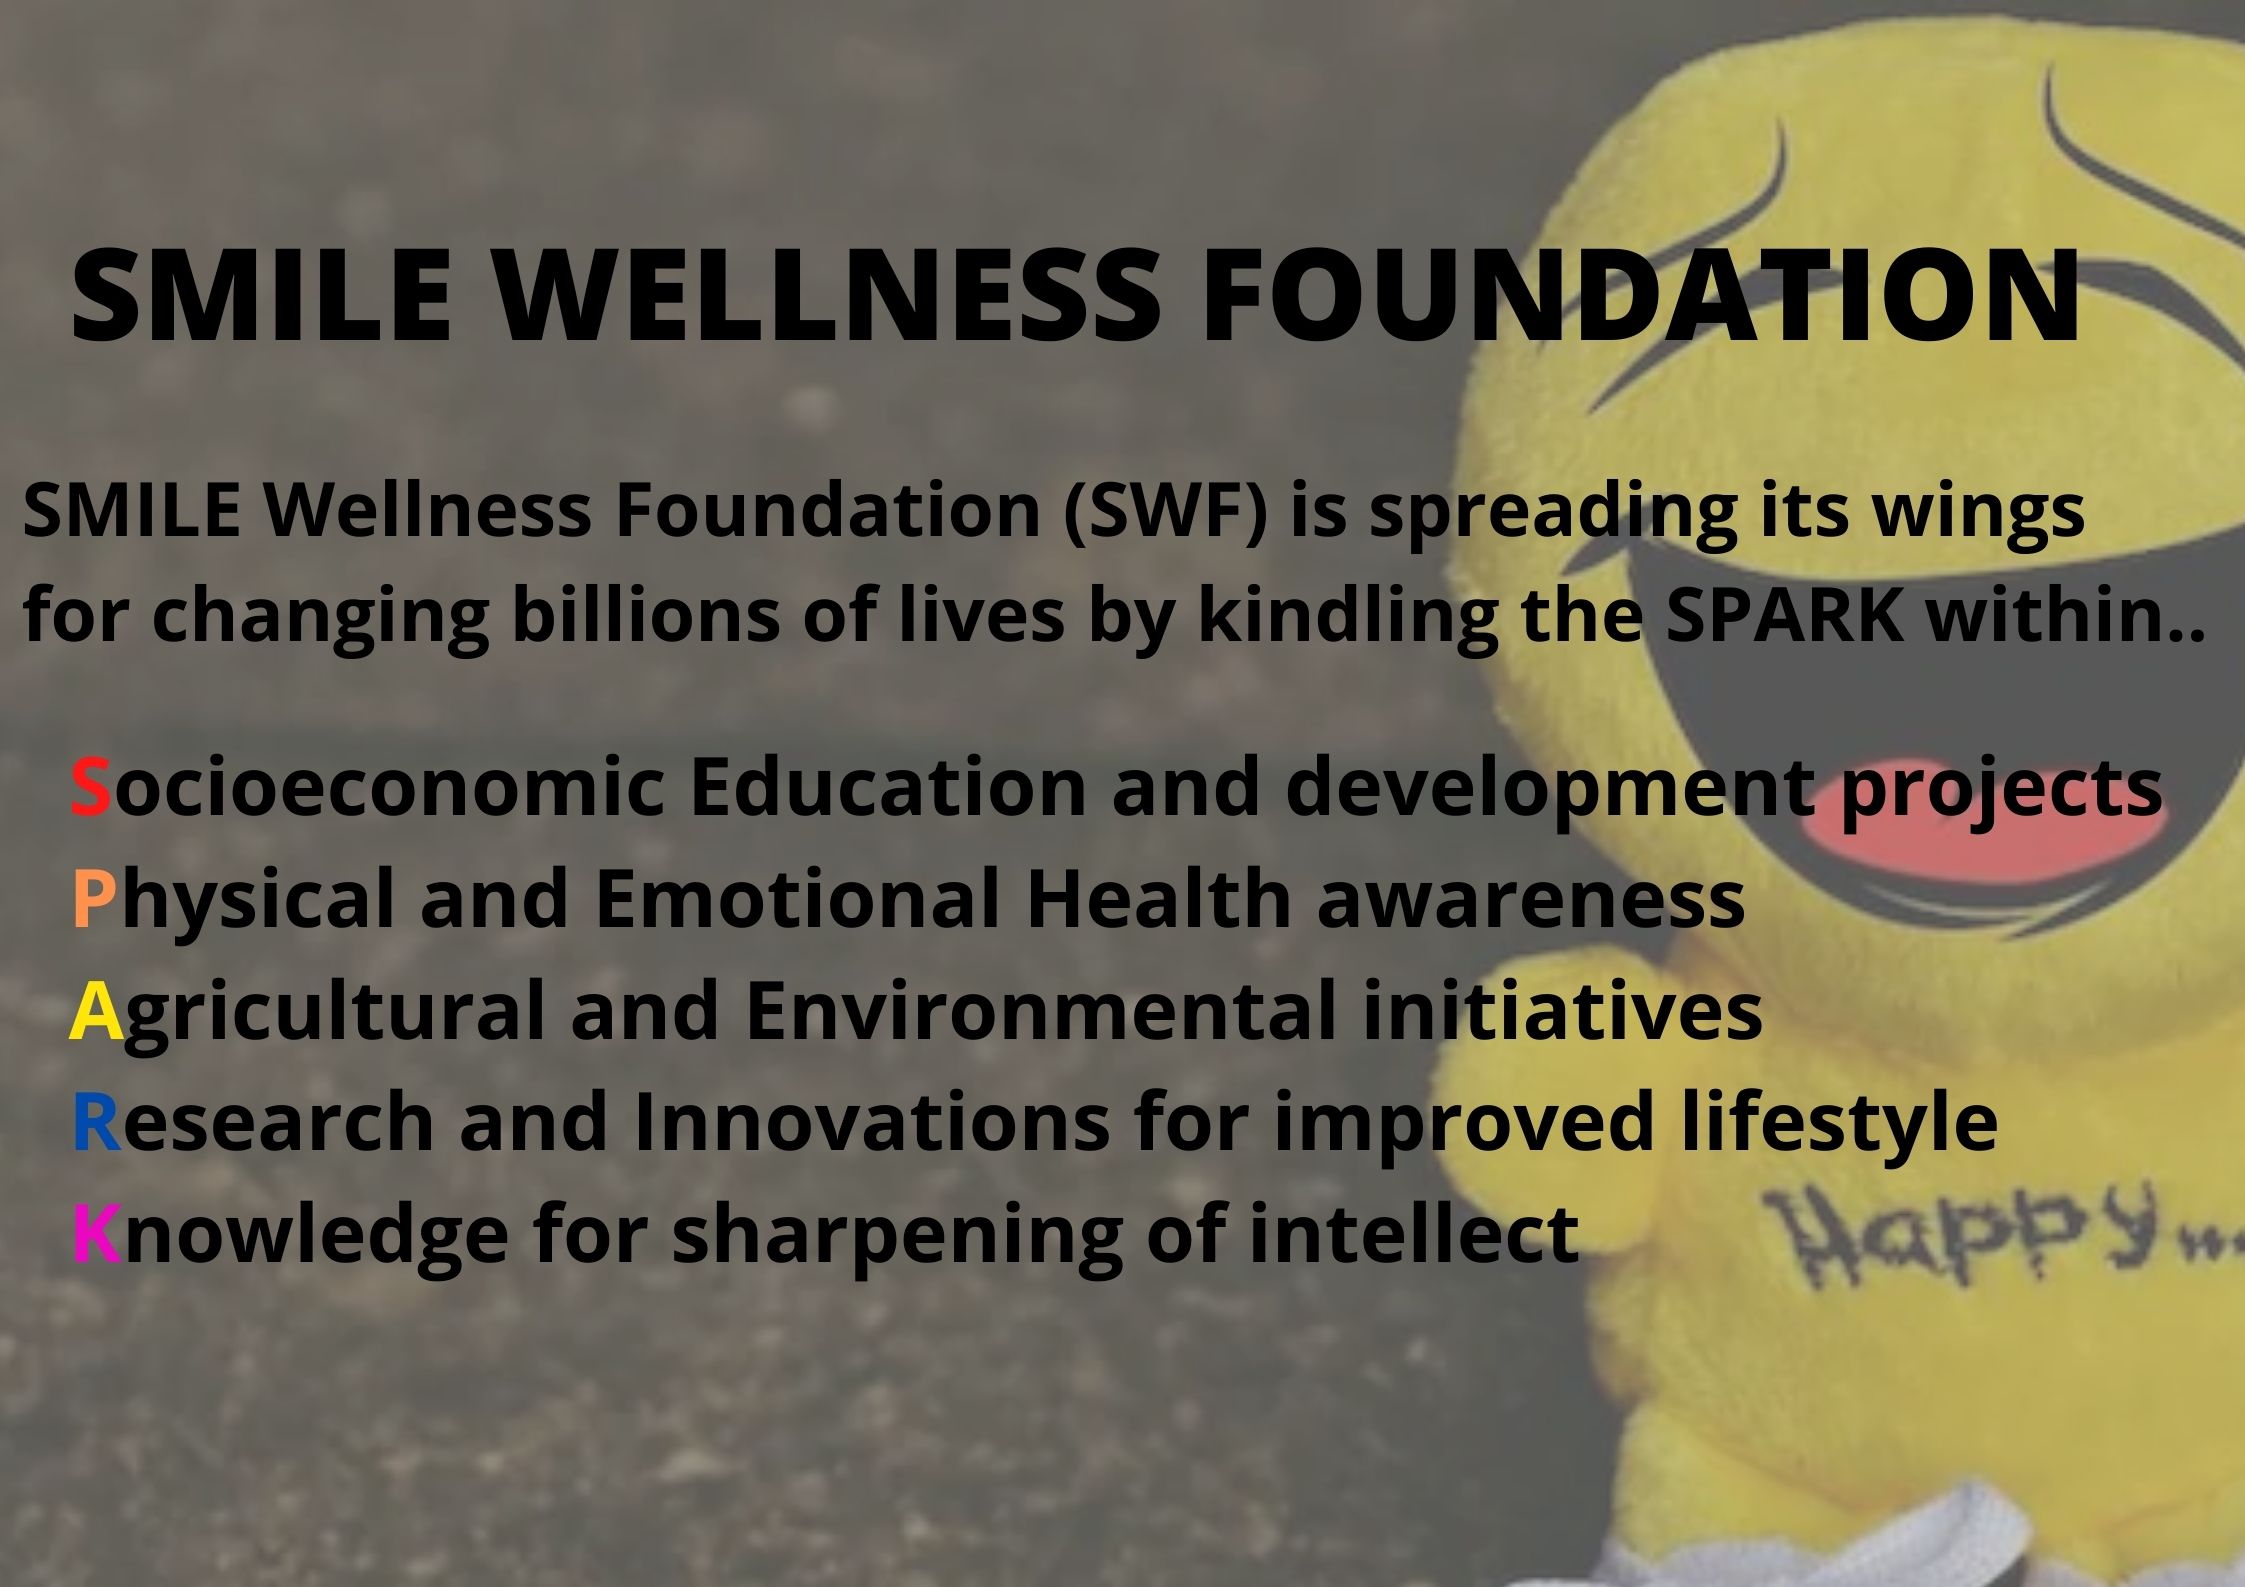 SMILE WELLNESS FOUNDATION
SMILE Wellness Foundation (SWF) is spreading its wings
for changing billions of lives by kindling the SPARK within..
Socioeconomic Education and development projects
Physical and Emotional Health awareness
Agricultural and Environmental initiatives
Research and Innovations for improved lifestyle
Knowledge for sharpening of intellect
Happy...